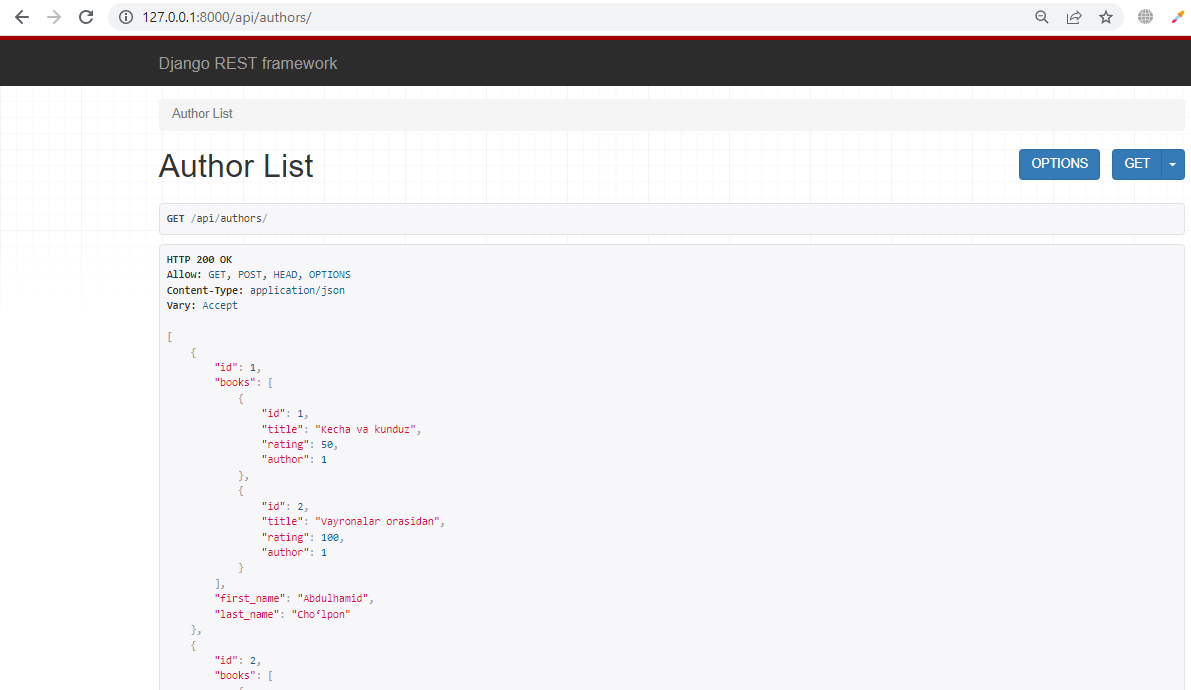 127.0.0.1:8000/api/authors/
Django REST framework
Author List
Author List
OPTIONS
GET
GET /api/authors/
HTTP 200 OK
Allow: GET, POST, HEAD, OPTIONS
Content-Type: application/json
Vary: Accept
[
    {
        "id": 1,
        "books": [
            {
                "id": 1,
                "title": "Kecha va kunduz",
                "rating": 50,
                "author": 1
            },
            {
                "id": 2,
                "title": "Vayronalar orasidan",
                "rating": 100,
                "author": 1
            }
        ],
        "first_name": "Abdulhamid",
        "last_name": "Choʻlpon"
    },
    {
        "id": 2,
        "books": [
            {